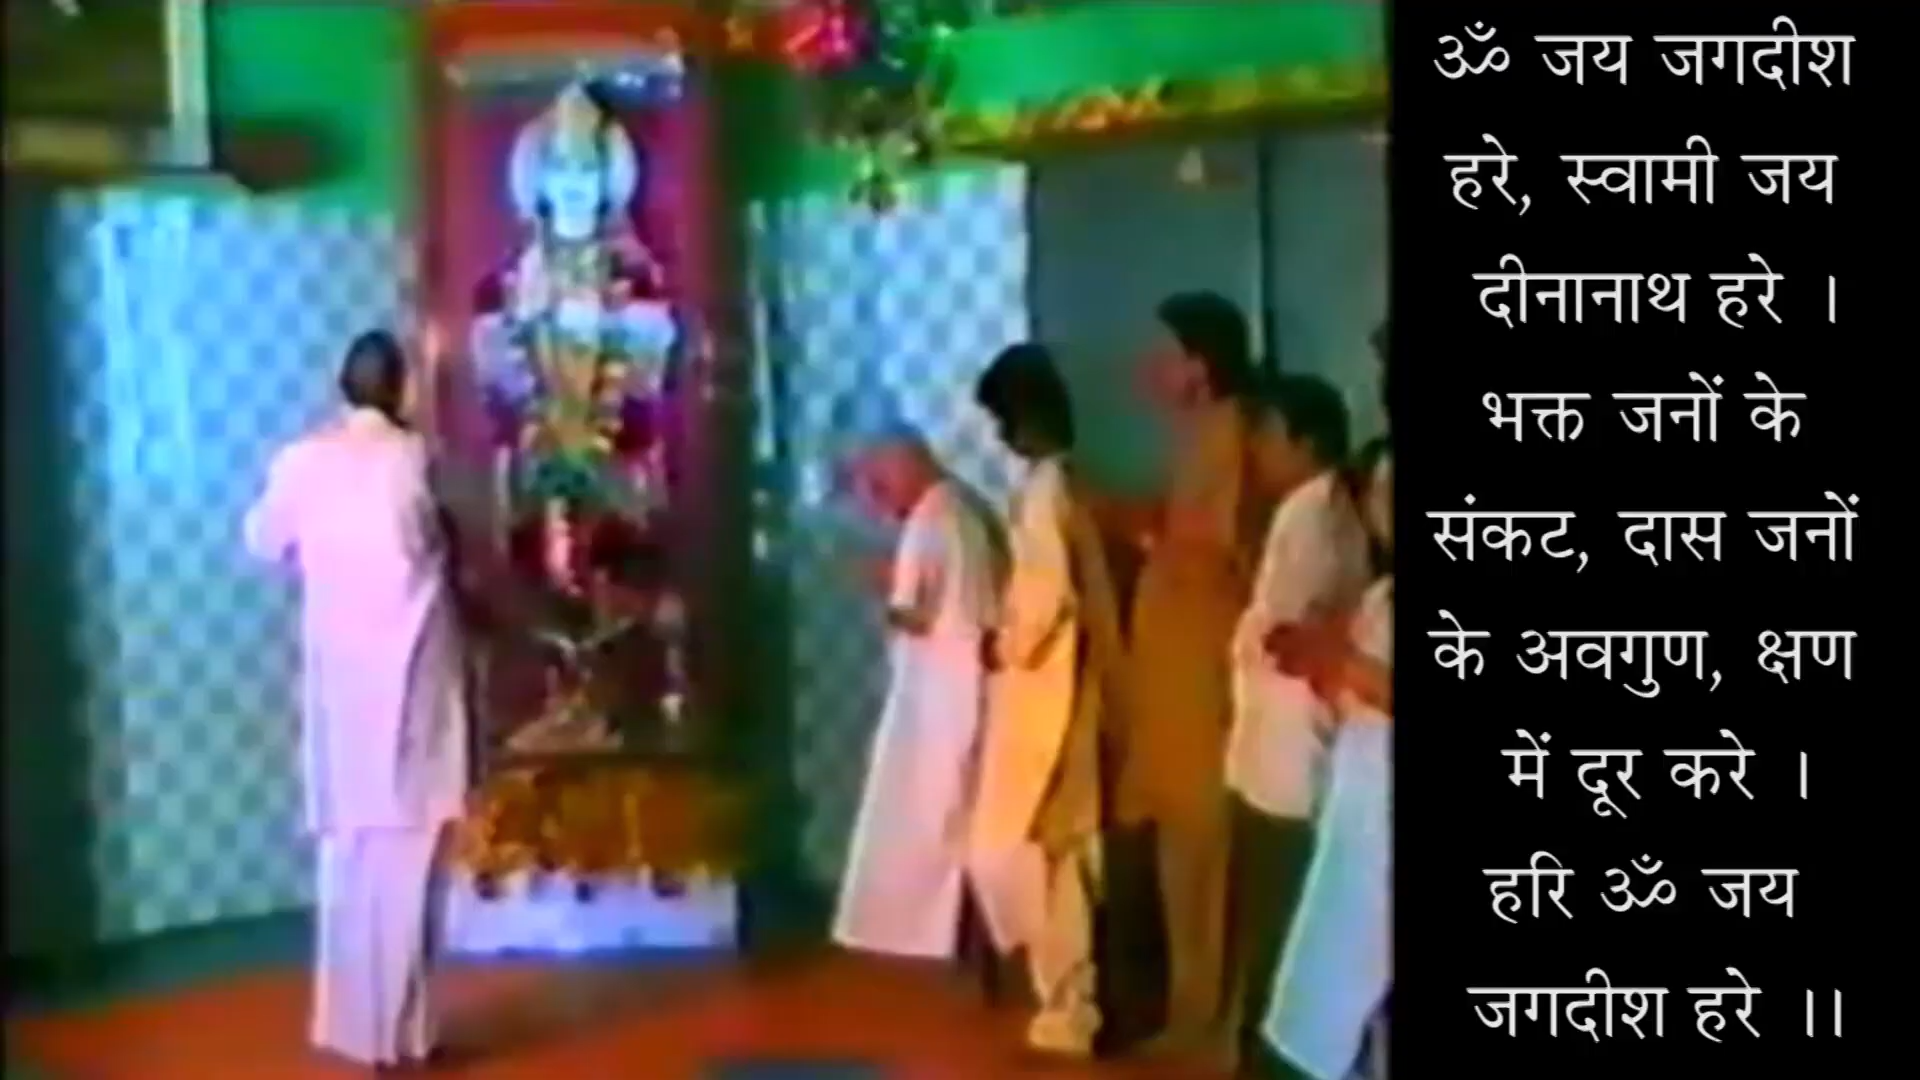 ॐ जय जगदीश
हरे, स्वामी जय
दीनानाथ हरे ।
भक्त जनों के
संकट, दास जनों
के अवगुण, क्षण
में दूर करे ।
हरि ॐ जय
जगदीश हरे ।।